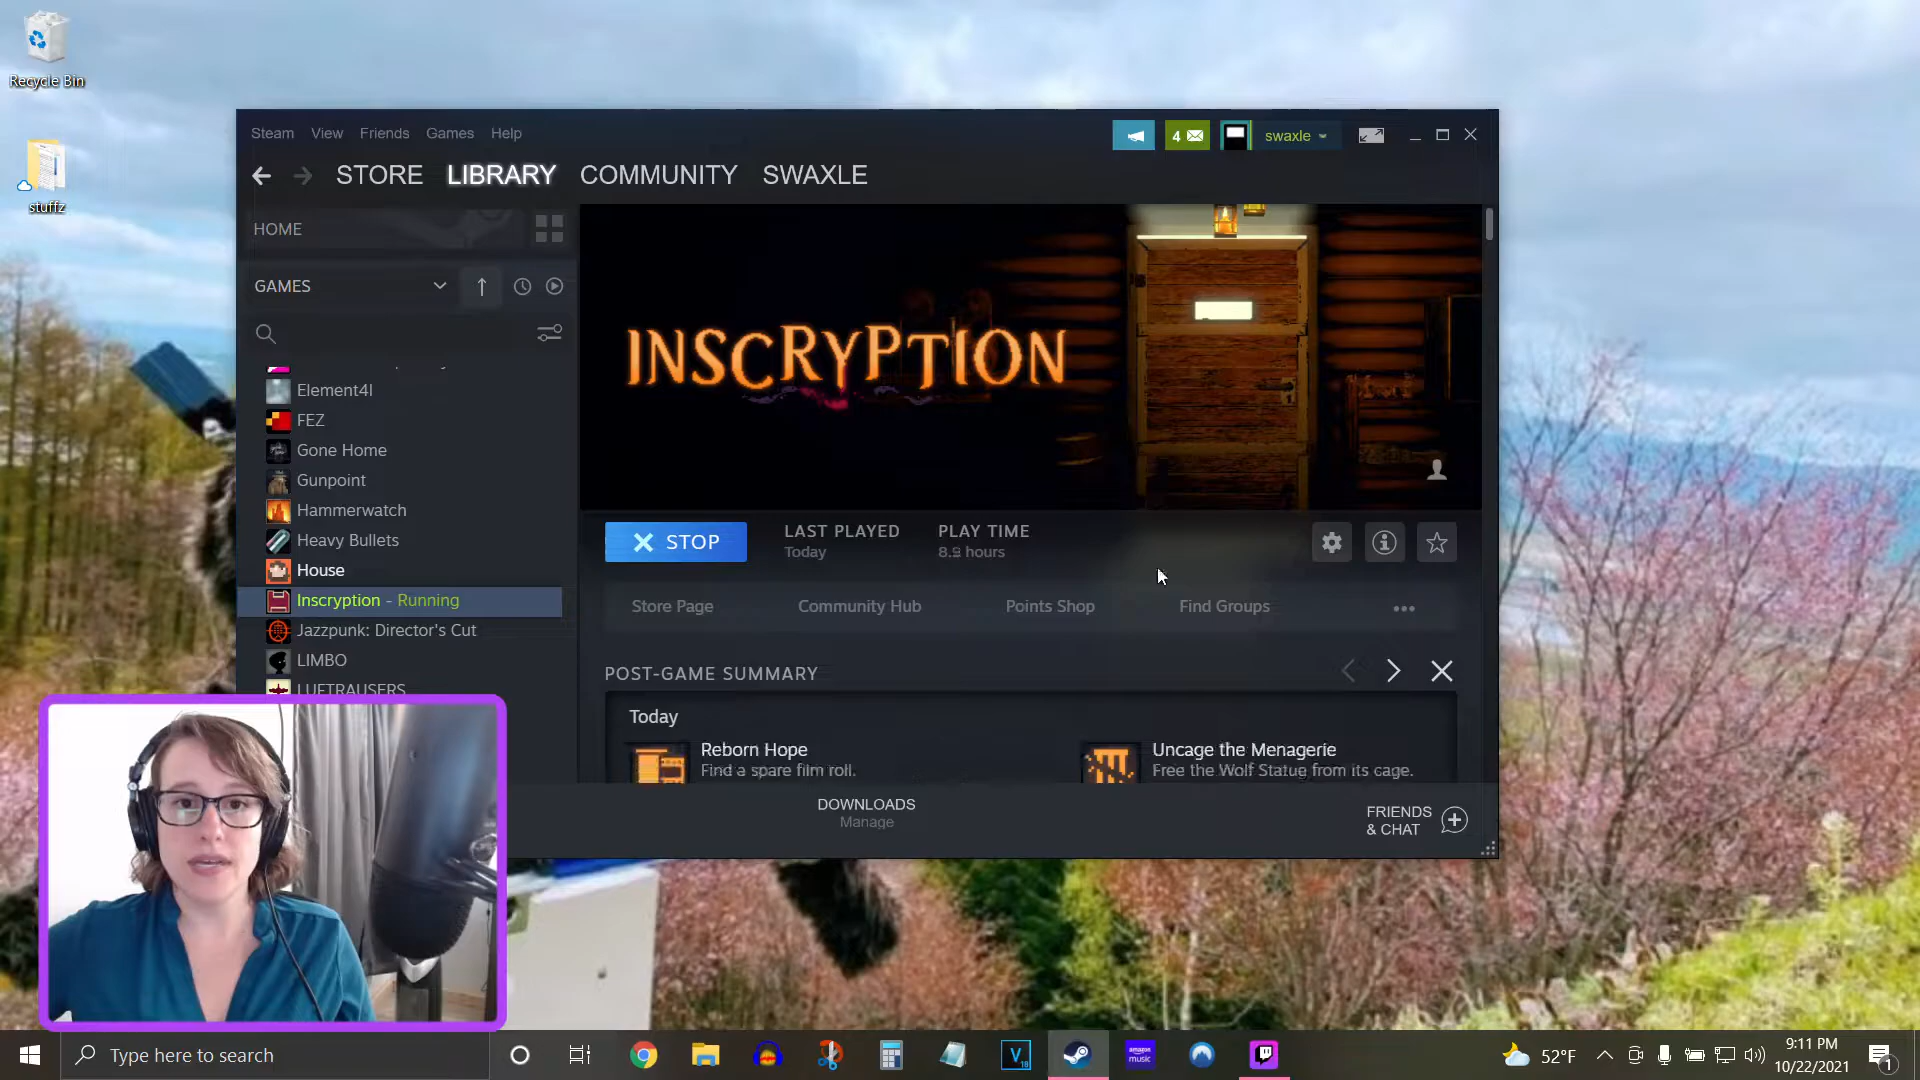 Recycle Bin
stuffz
Steam View Friends Games Help
4 swaxle
STORE LIBRARY COMMUNITY SWAXLE
HOME
GAMES
Element4l
FEZ
Gone Home
Gunpoint
Hammerwatch
Heavy Bullets
House
Inscryption - Running
Jazzpunk: Director's Cut
LIMBO
LUFTRAUSERS
INSCRYPTION
STOP
LAST PLAYED
Today
PLAY TIME
8.9 hours
Store Page Community Hub Points Shop Find Groups
POST-GAME SUMMARY
Today
Reborn Hope
Find a spare film roll.
Uncage the Menagerie
Free the Wolf Statue from its cage.
DOWNLOADS
Manage
FRIENDS
& CHAT
Type here to search
amazon
music
52°F
9:11 PM
10/22/2021
1